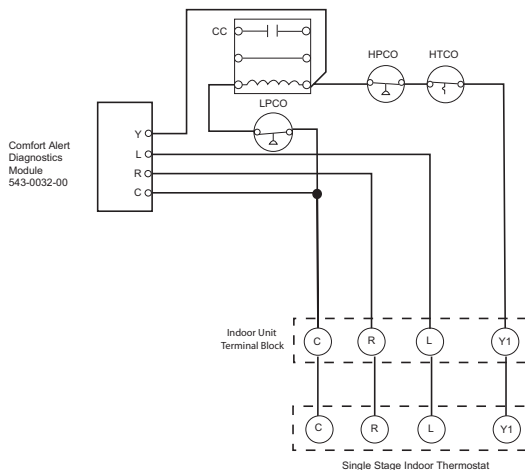 CC
HPCO
HTCO
LPCO
Comfort Alert
Diagnostics
Module
543-0032-00
Y
L
R
C
Indoor Unit
Terminal Block
C
R
L
Y1
C
R
L
Y1
Single Stage Indoor Thermostat